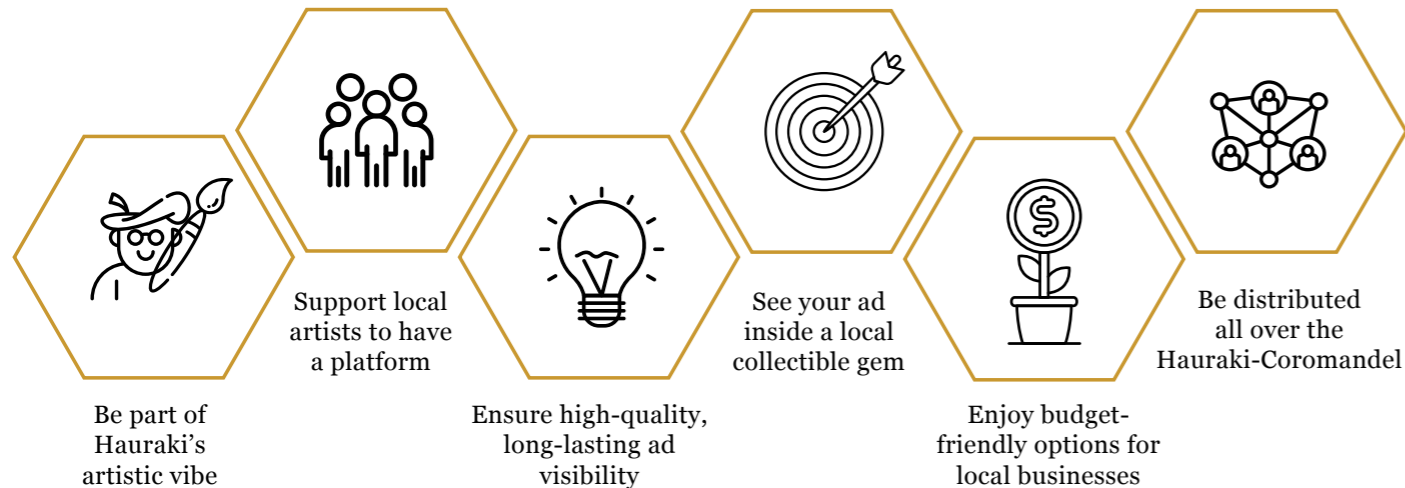 Be part of
Hauraki’s
artistic vibe
Support local
artists to have
a platform
Ensure high-quality,
long-lasting ad
visibility
See your ad
inside a local
collectible gem
$
Enjoy budget-
friendly options for
local businesses
Be distributed
all over the
Hauraki-Coromandel